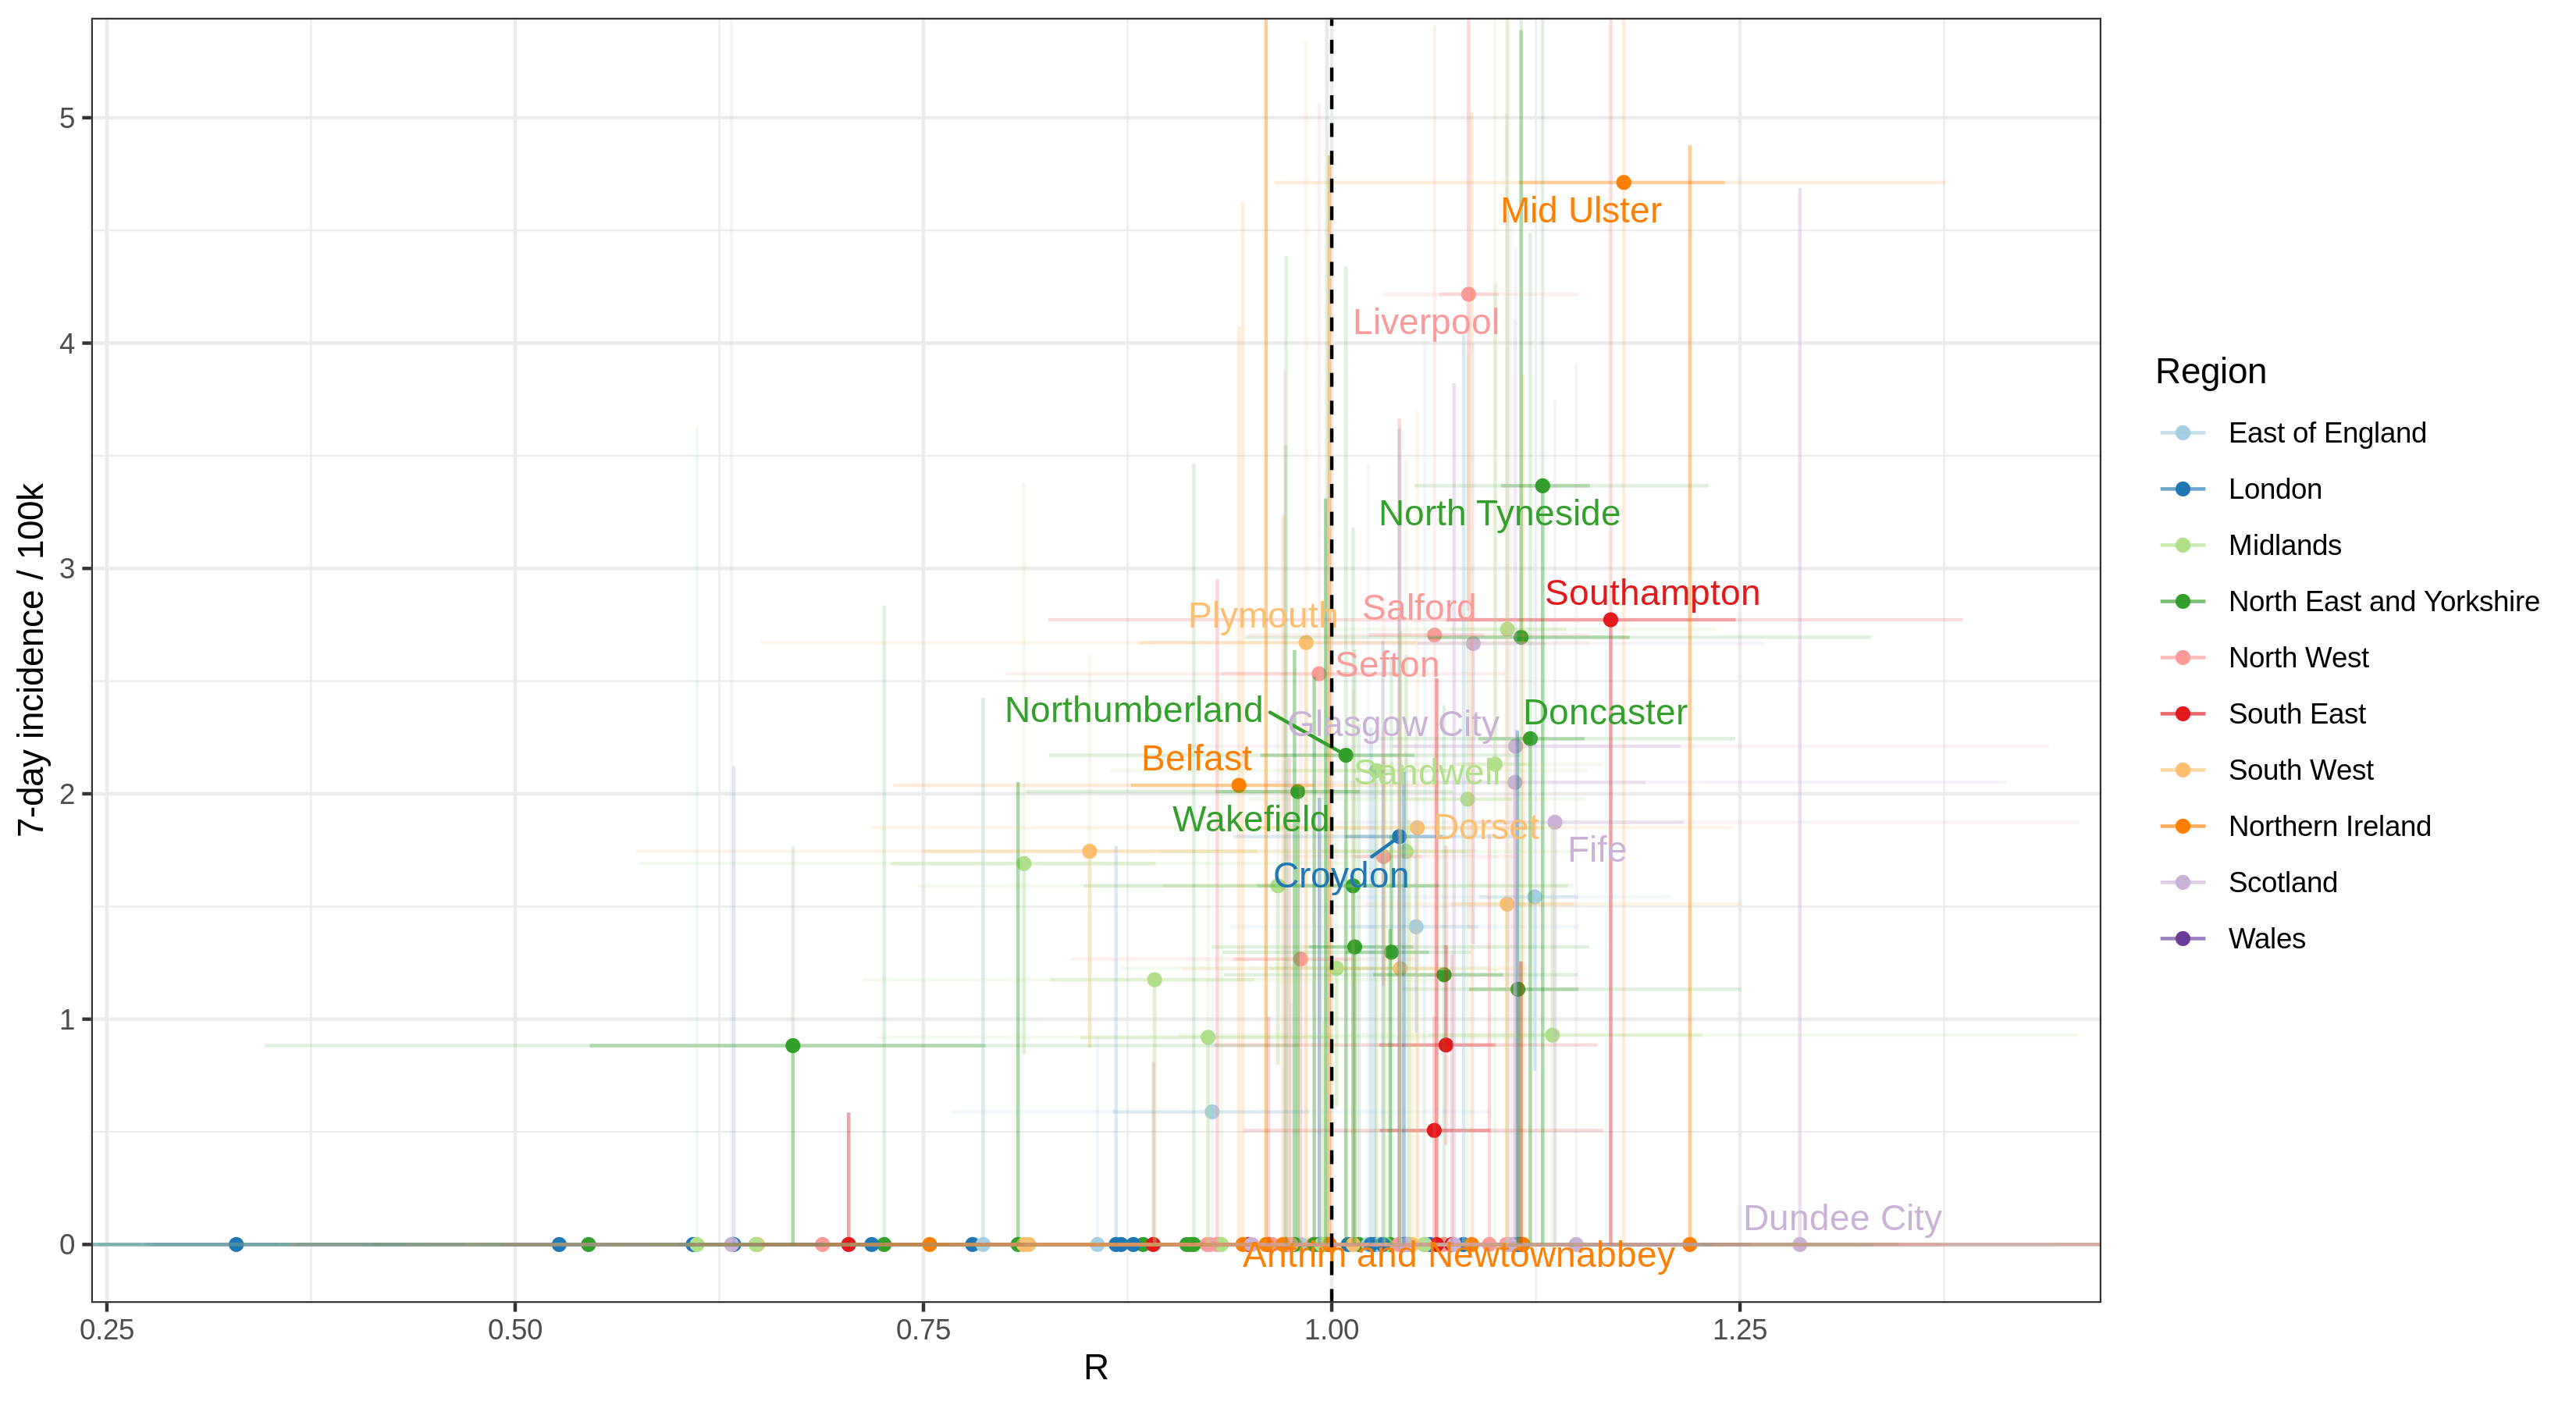 5
4
3
2
1
0
7-day incidence / 100k
Mid Ulster
Liverpool
North Tyneside
Southampton
Plymouth
Salford
Sefton
Northumberland
Glasgow City
Doncaster
Belfast
Sandwell
Wakefield
Dorset
Fife
Croydon
Dundee City
Antrim and Newtownabbey
0.25
0.50
0.75
1.00
1.25
R
Region
East of England
London
Midlands
North East and Yorkshire
North West
South East
South West
Northern Ireland
Scotland
Wales